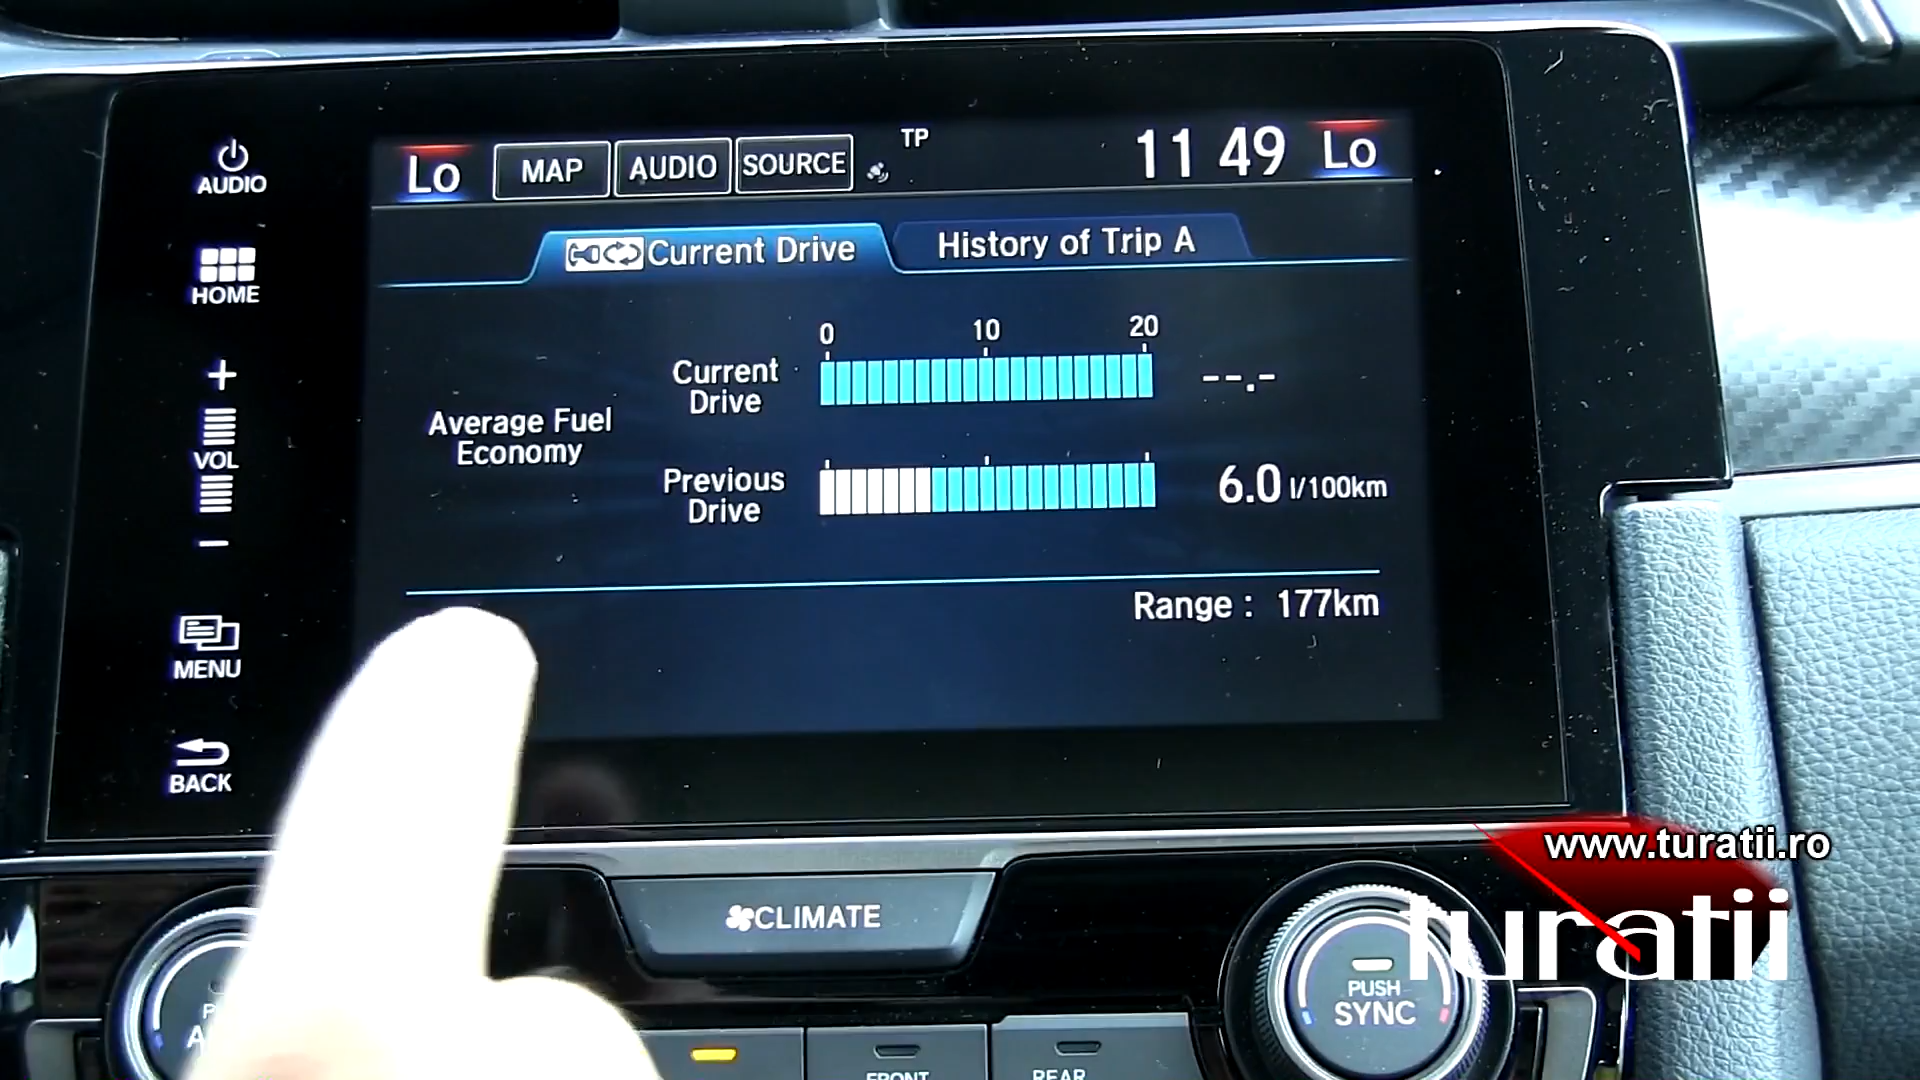 Lo MAP AUDIO SOURCE TP 11 49 Lo
AUDIO
Current Drive History of Trip A
HOME
0 10 20
Current
Drive
--.-
Average Fuel
Economy
Previous
Drive
6.0 l/100km
+
VOL
-
Range : 177km
MENU
BACK
www.turatii.ro
turatii
CLIMATE
PUSH
SYNC
FRONT
REAR